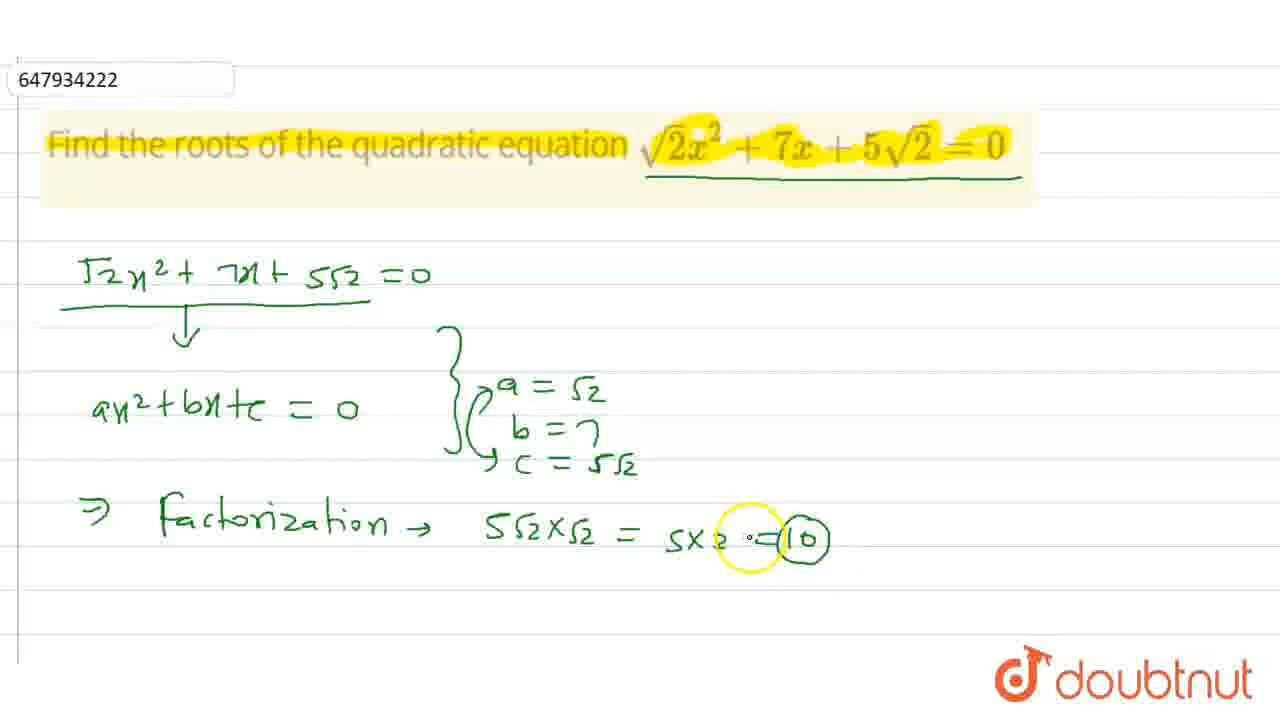 647934222
Find the roots of the quadratic equation √2x² + 7x + 5√2 = 0
√2x² + 7x + 5√2 = 0
ax² + bx + c = 0
a = √2
b = 7
c = 5√2
⇒ Factorization → 5√2 × √2 = 5 × 2 = 10
doubtnut